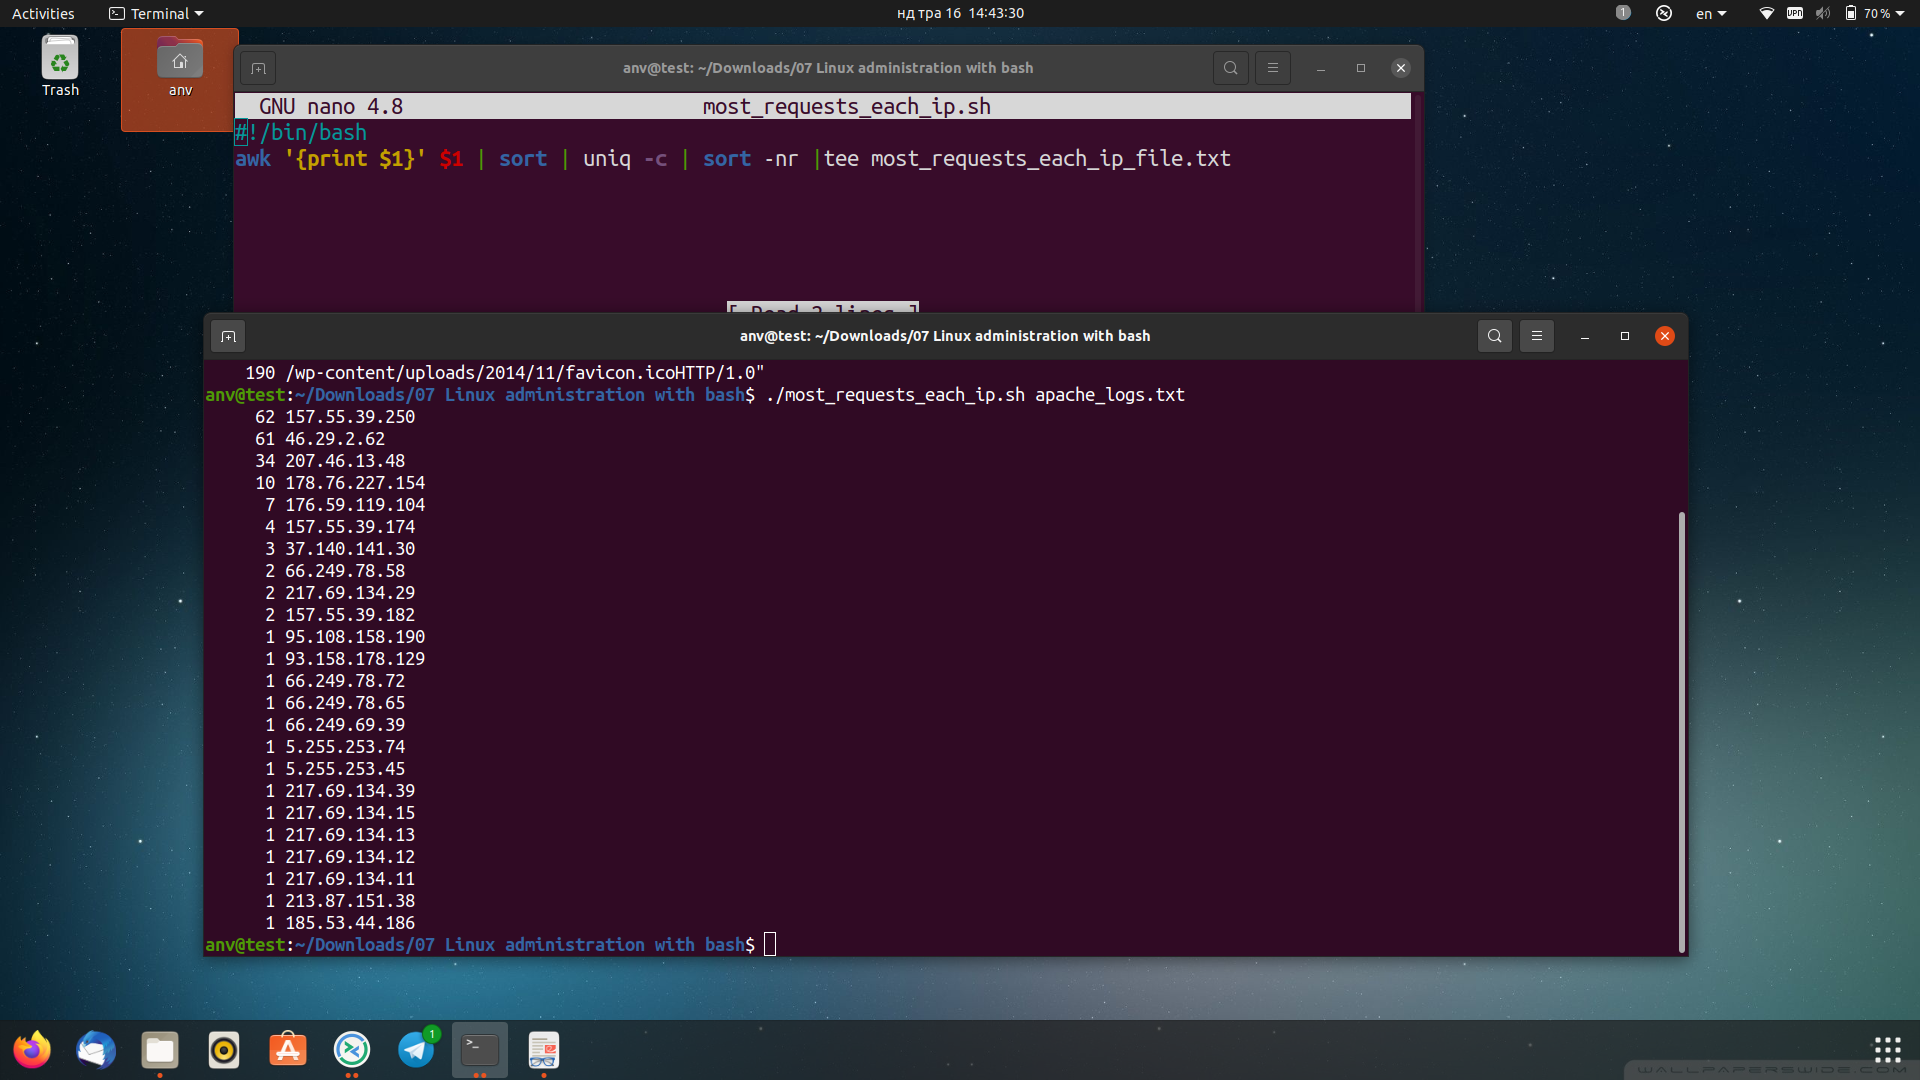 Activities
Terminal
нд тра 16 14:43:30
1
en
VPN
70 %
Trash
anv
anv@test: ~/Downloads/07 Linux administration with bash
GNU nano 4.8 most_requests_each_ip.sh
#!/bin/bash
awk '{print $1}' $1 | sort | uniq -c | sort -nr |tee most_requests_each_ip_file.txt
[ Read 2 lines ]
anv@test: ~/Downloads/07 Linux administration with bash
190 /wp-content/uploads/2014/11/favicon.icoHTTP/1.0"
anv@test:~/Downloads/07 Linux administration with bash$ ./most_requests_each_ip.sh apache_logs.txt
62 157.55.39.250
61 46.29.2.62
34 207.46.13.48
10 178.76.227.154
7 176.59.119.104
4 157.55.39.174
3 37.140.141.30
2 66.249.78.58
2 217.69.134.29
2 157.55.39.182
1 95.108.158.190
1 93.158.178.129
1 66.249.78.72
1 66.249.78.65
1 66.249.69.39
1 5.255.253.74
1 5.255.253.45
1 217.69.134.39
1 217.69.134.15
1 217.69.134.13
1 217.69.134.12
1 217.69.134.11
1 213.87.151.38
1 185.53.44.186
anv@test:~/Downloads/07 Linux administration with bash$
1
WALLPAPERSWIDE.COM